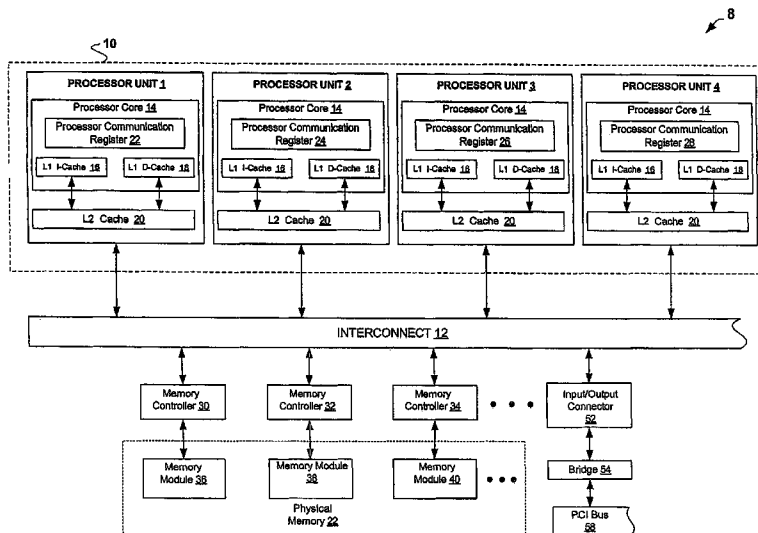 8
10
PROCESSOR UNIT 1
PROCESSOR UNIT 2
PROCESSOR UNIT 3
PROCESSOR UNIT 4
Processor Core 14
Processor Core 14
Processor Core 14
Processor Core 14
Processor Communication
Register 22
Processor Communication
Register 24
Processor Communication
Register 26
Processor Communication
Register 28
L1 I-Cache 16
L1 D-Cache 18
L1 I-Cache 16
L1 D-Cache 18
L1 I-Cache 16
L1 D-Cache 18
L1 I-Cache 16
L1 D-Cache 18
L2 Cache 20
L2 Cache 20
L2 Cache 20
L2 Cache 20
INTERCONNECT 12
Memory
Controller 30
Memory
Controller 32
Memory
Controller 34
Input/Output
Connector
52
Memory
Module 36
Memory Module
38
Memory
Module 40
Bridge 54
Physical
Memory 22
PCI Bus
58